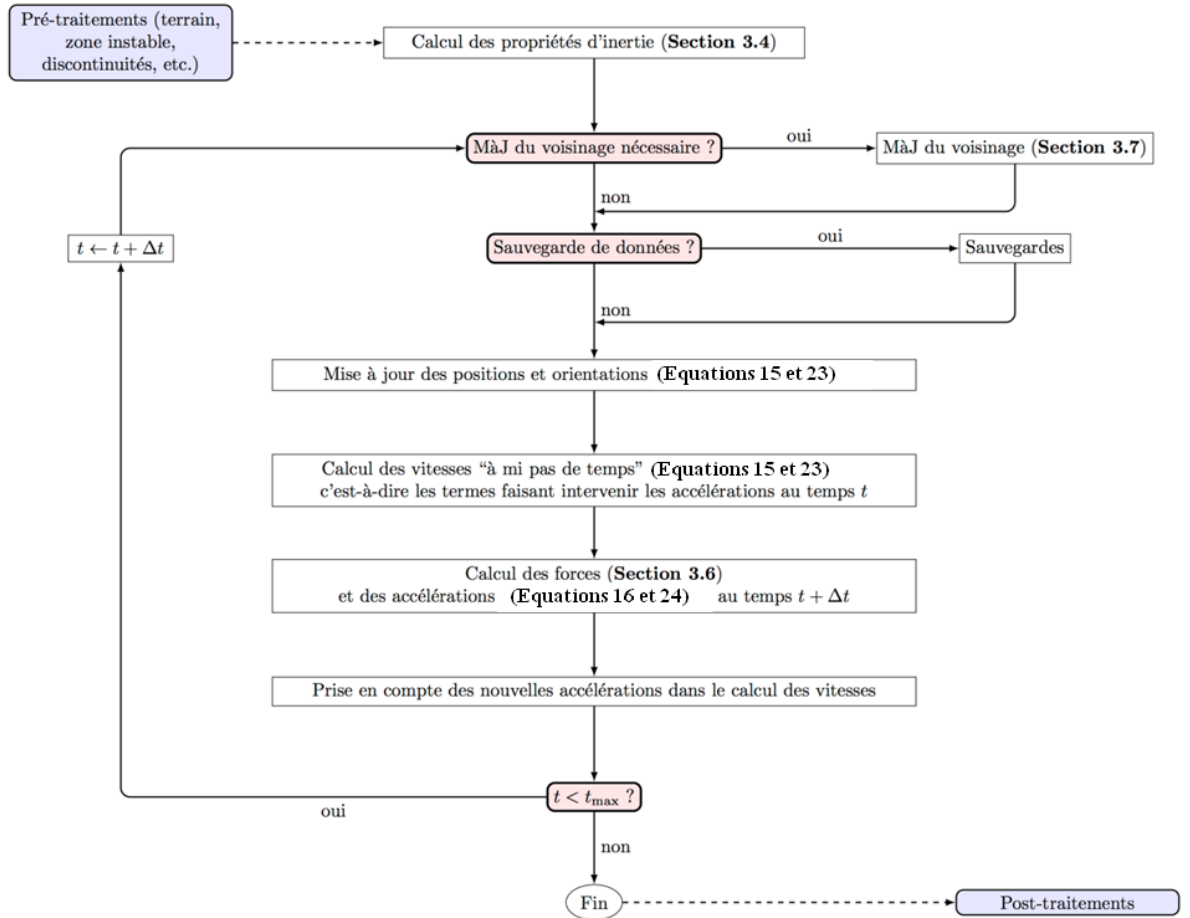 Pré-traitements (terrain,
zone instable,
discontinuités, etc.)
Calcul des propriétés d'inertie (Section 3.4)
MàJ du voisinage nécessaire ?
oui
MàJ du voisinage (Section 3.7)
non
t ← t + Δt
Sauvegarde de données ?
oui
Sauvegardes
non
Mise à jour des positions et orientations (Equations 15 et 23)
Calcul des vitesses “à mi pas de temps” (Equations 15 et 23)
c'est-à-dire les termes faisant intervenir les accélérations au temps t
Calcul des forces (Section 3.6)
et des accélérations (Equations 16 et 24) au temps t + Δt
Prise en compte des nouvelles accélérations dans le calcul des vitesses
t < tmax ?
oui
non
Fin
Post-traitements